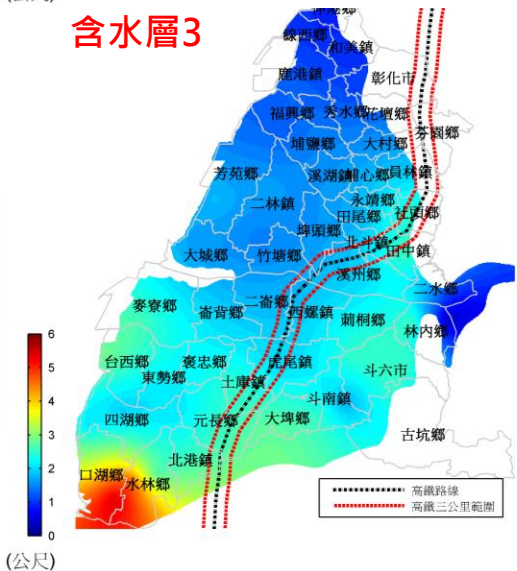 含水層3
線西鄉
和美鎮
鹿港鎮
彰化市
福興鄉 秀水鄉 花壇鄉
芬園鄉
埔鹽鄉 大村鄉
芳苑鄉 溪湖鎮 埔心鄉 員林鎮
二林鎮 永靖鄉
田尾鄉 社頭鄉
埤頭鄉 北斗鎮
田中鎮
大城鄉 竹塘鄉
溪州鄉
二水鄉
麥寮鄉 崙背鄉 二崙鄉 西螺鎮 莿桐鄉
林內鄉
台西鄉 褒忠鄉 虎尾鎮 斗六市
東勢鄉 土庫鎮
斗南鎮
四湖鄉 元長鄉 大埤鄉
古坑鄉
北港鎮
口湖鄉 水林鄉
6
5
4
3
2
1
0
(公尺)
高鐵路線
高鐵三公里範圍